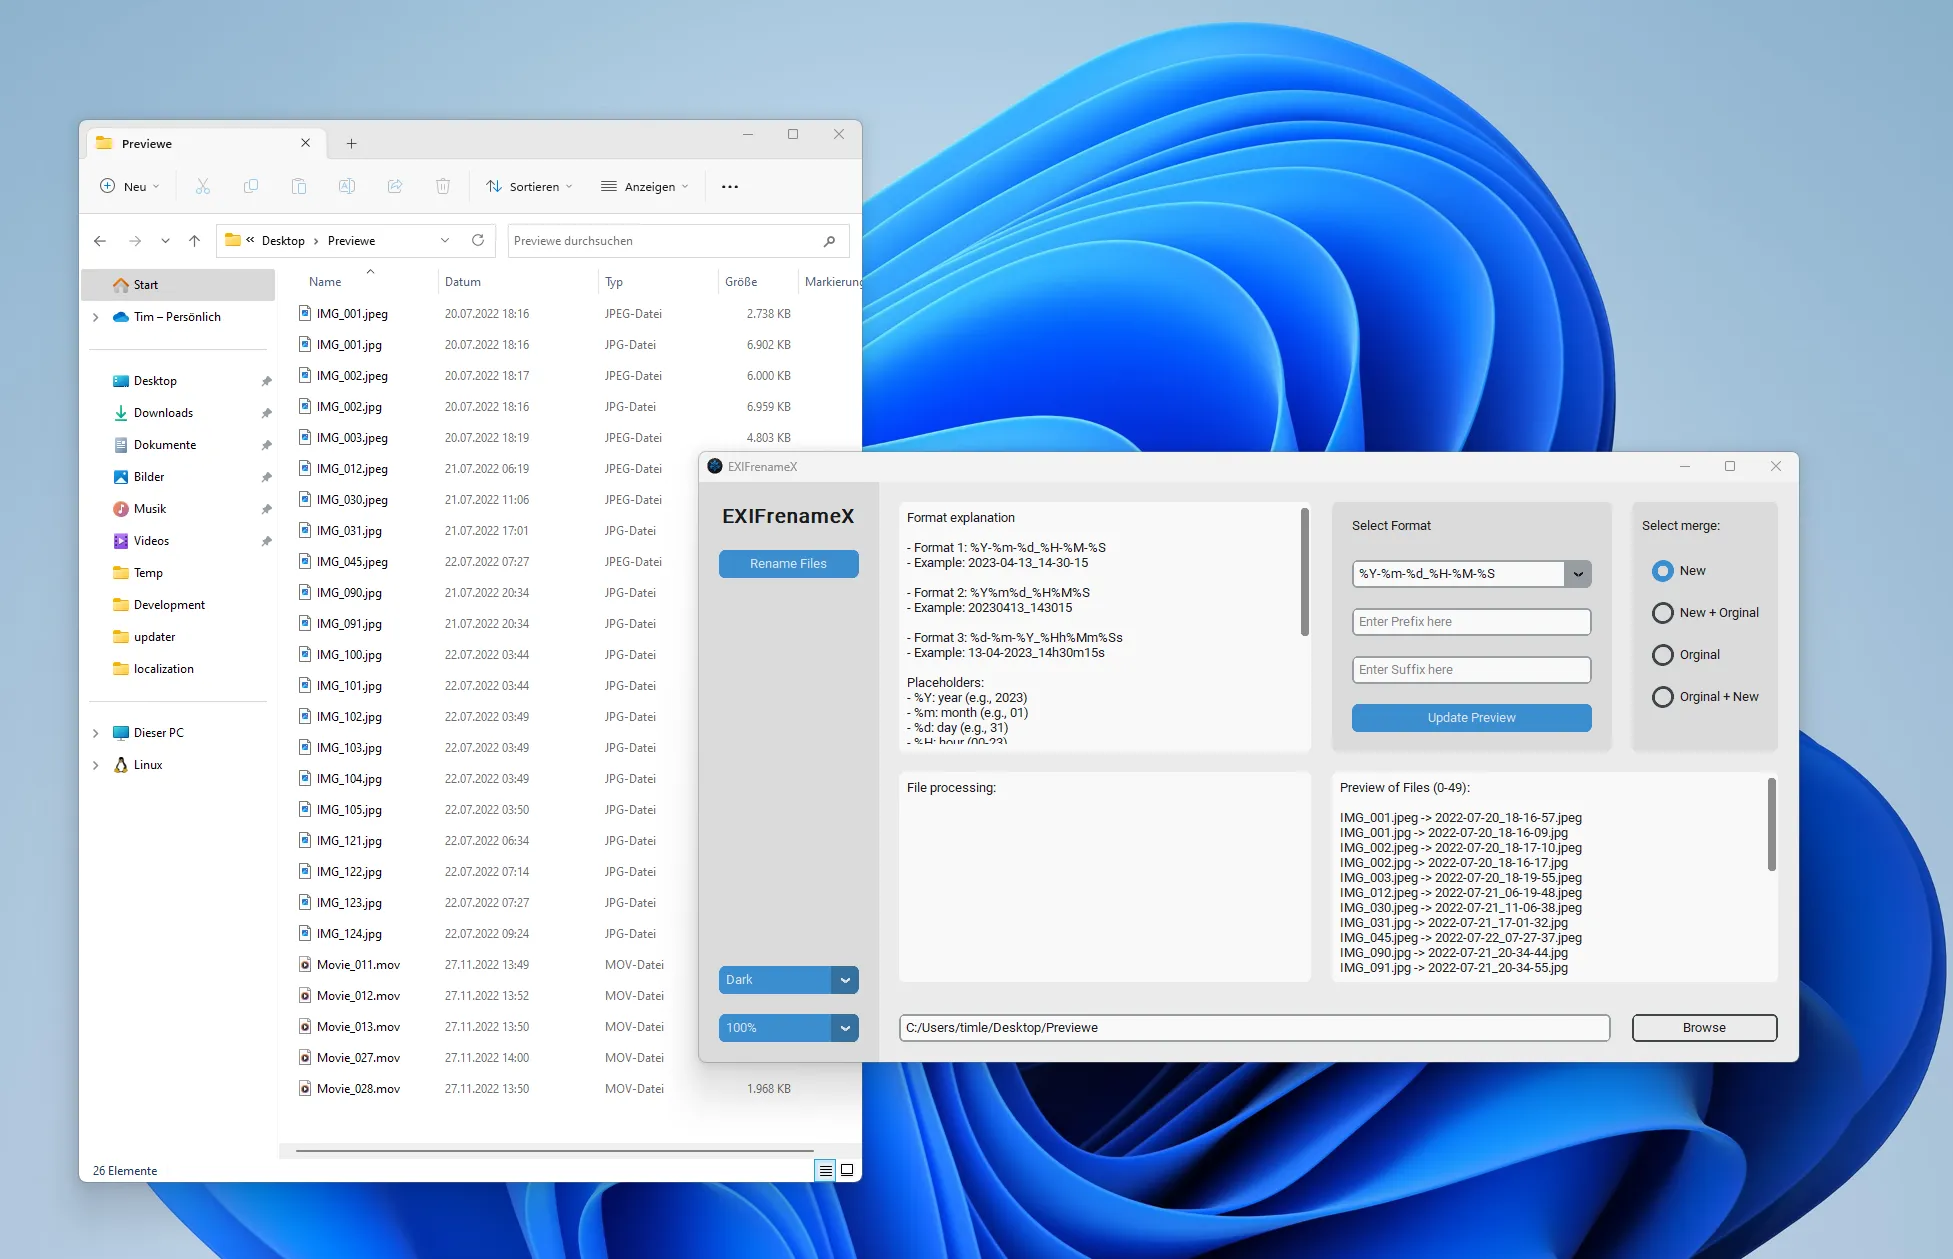 Previewe
Neu
Sortieren
Anzeigen
« Desktop › Previewe
Previewe durchsuchen
Start
Tim – Persönlich
Desktop
Downloads
Dokumente
Bilder
Musik
Videos
Temp
Development
updater
localization
Dieser PC
Linux
Name Datum Typ Größe Markierung
IMG_001.jpeg 20.07.2022 18:16 JPEG-Datei 2.738 KB
IMG_001.jpg 20.07.2022 18:16 JPG-Datei 6.902 KB
IMG_002.jpeg 20.07.2022 18:17 JPEG-Datei 6.000 KB
IMG_002.jpg 20.07.2022 18:16 JPG-Datei 6.959 KB
IMG_003.jpeg 20.07.2022 18:19 JPEG-Datei 4.803 KB
IMG_012.jpeg 21.07.2022 06:19 JPEG-Datei
IMG_030.jpeg 21.07.2022 11:06 JPEG-Datei
IMG_031.jpg 21.07.2022 17:01 JPG-Datei
IMG_045.jpeg 22.07.2022 07:27 JPEG-Datei
IMG_090.jpg 21.07.2022 20:34 JPG-Datei
IMG_091.jpg 21.07.2022 20:34 JPG-Datei
IMG_100.jpg 22.07.2022 03:44 JPG-Datei
IMG_101.jpg 22.07.2022 03:44 JPG-Datei
IMG_102.jpg 22.07.2022 03:49 JPG-Datei
IMG_103.jpg 22.07.2022 03:49 JPG-Datei
IMG_104.jpg 22.07.2022 03:49 JPG-Datei
IMG_105.jpg 22.07.2022 03:50 JPG-Datei
IMG_121.jpg 22.07.2022 06:34 JPG-Datei
IMG_122.jpg 22.07.2022 07:14 JPG-Datei
IMG_123.jpg 22.07.2022 07:27 JPG-Datei
IMG_124.jpg 22.07.2022 09:24 JPG-Datei
Movie_011.mov 27.11.2022 13:49 MOV-Datei
Movie_012.mov 27.11.2022 13:52 MOV-Datei
Movie_013.mov 27.11.2022 13:50 MOV-Datei
Movie_027.mov 27.11.2022 14:00 MOV-Datei
Movie_028.mov 27.11.2022 13:50 MOV-Datei 1.968 KB
26 Elemente
EXIFrenameX
EXIFrenameX
Rename Files
Dark
100%
Format explanation
- Format 1: %Y-%m-%d_%H-%M-%S
- Example: 2023-04-13_14-30-15
- Format 2: %Y%m%d_%H%M%S
- Example: 20230413_143015
- Format 3: %d-%m-%Y_%Hh%Mm%Ss
- Example: 13-04-2023_14h30m15s
Placeholders:
- %Y: year (e.g., 2023)
- %m: month (e.g., 01)
- %d: day (e.g., 31)
- %H: hour (00-23)
Select Format
%Y-%m-%d_%H-%M-%S
Enter Prefix here
Enter Suffix here
Update Preview
Select merge:
New
New + Orginal
Orginal
Orginal + New
File processing:
Preview of Files (0-49):
IMG_001.jpeg -> 2022-07-20_18-16-57.jpeg
IMG_001.jpg -> 2022-07-20_18-16-09.jpg
IMG_002.jpeg -> 2022-07-20_18-17-10.jpeg
IMG_002.jpg -> 2022-07-20_18-16-17.jpg
IMG_003.jpeg -> 2022-07-20_18-19-55.jpeg
IMG_012.jpeg -> 2022-07-21_06-19-48.jpeg
IMG_030.jpeg -> 2022-07-21_11-06-38.jpeg
IMG_031.jpg -> 2022-07-21_17-01-32.jpg
IMG_045.jpeg -> 2022-07-22_07-27-37.jpeg
IMG_090.jpg -> 2022-07-21_20-34-44.jpg
IMG_091.jpg -> 2022-07-21_20-34-55.jpg
C:/Users/timle/Desktop/Previewe
Browse